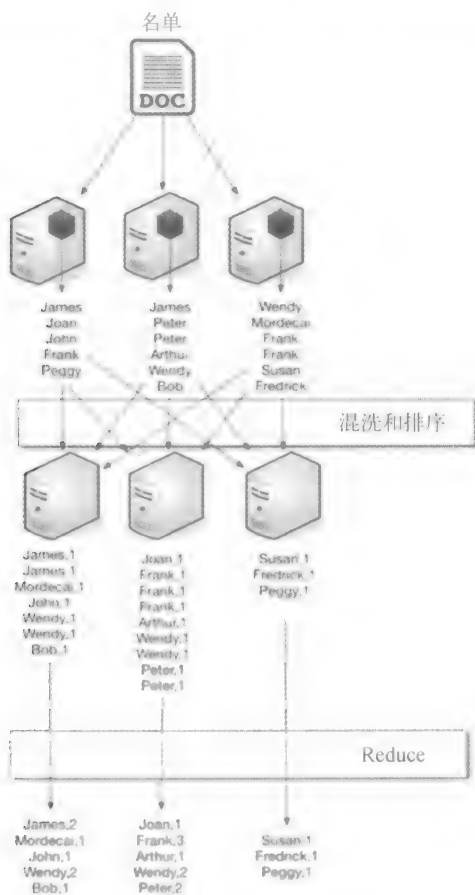 名单
DOC
James
Joan
John
Frank
Peggy
James
Peter
Peter
Arthur
Wendy
Bob
Wendy
Mordecai
Frank
Frank
Susan
Fredrick
混洗和排序
James,1
James,1
Mordecai,1
John,1
Wendy,1
Wendy,1
Bob,1
Joan,1
Frank,1
Frank,1
Frank,1
Arthur,1
Wendy,1
Wendy,1
Peter,1
Peter,1
Susan,1
Fredrick,1
Peggy,1
Reduce
James,2
Mordecai,1
John,1
Wendy,2
Bob,1
Joan,1
Frank,3
Arthur,1
Wendy,2
Peter,2
Susan,1
Fredrick,1
Peggy,1